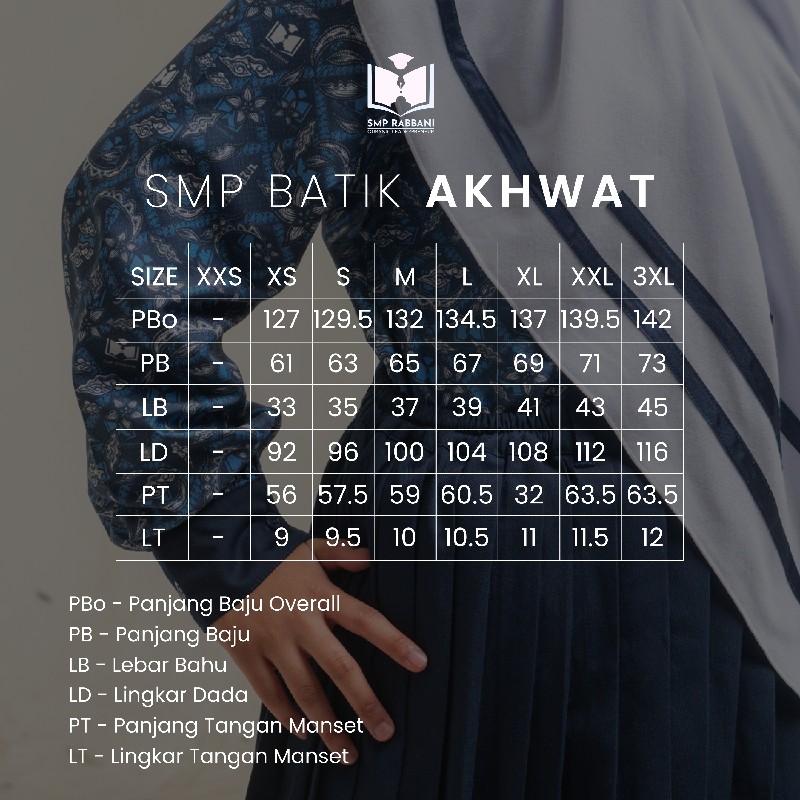 SMP RABBANI
SMP BATIK AKHWAT
SIZE XXS XS S M L XL XXL 3XL
PBo - 127 129.5 132 134.5 137 139.5 142
PB - 61 63 65 67 69 71 73
LB - 33 35 37 39 41 43 45
LD - 92 96 100 104 108 112 116
PT - 56 57.5 59 60.5 32 63.5 63.5
LT - 9 9.5 10 10.5 11 11.5 12
PBo - Panjang Baju Overall
PB - Panjang Baju
LB - Lebar Bahu
LD - Lingkar Dada
PT - Panjang Tangan Manset
LT - Lingkar Tangan Manset